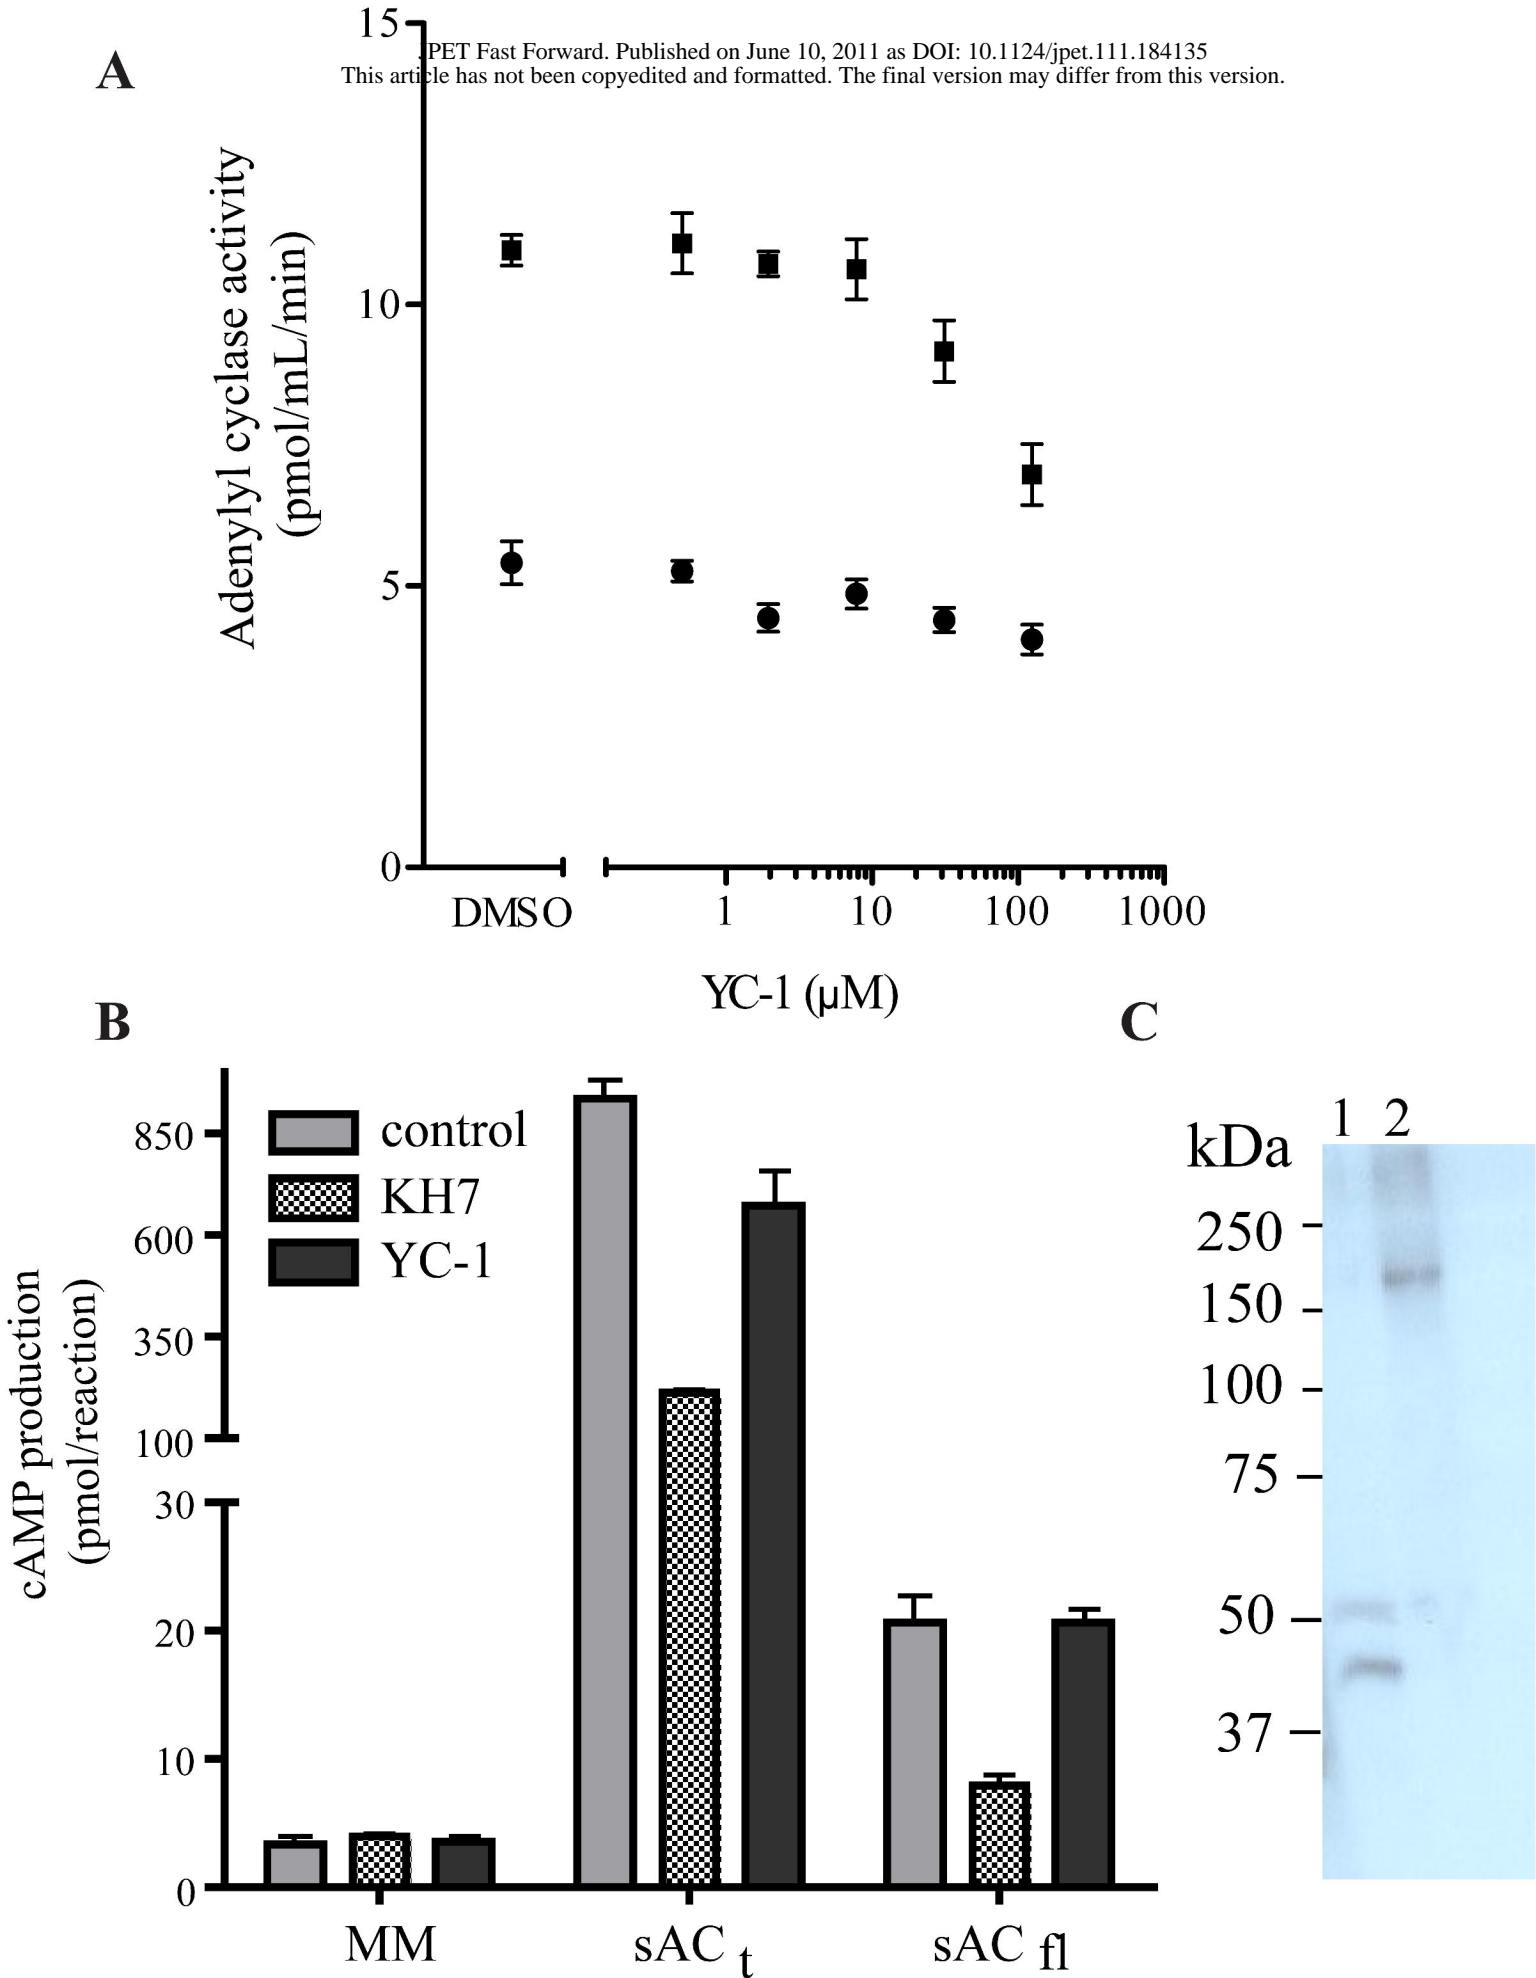 15
JPET Fast Forward. Published on June 10, 2011 as DOI: 10.1124/jpet.111.184135
A
This article has not been copyedited and formatted. The final version may differ from this version.
Adenylyl cyclase activity
(pmol/mL/min)
10
5
0
DMSO 1 10 100 1000
YC-1 (μM)
B
C
control
KH7
YC-1
cAMP production
(pmol/reaction)
850
600
350
100
30
20
10
0
MM sAC t sAC fl
1 2
kDa
250
150
100
75
50
37